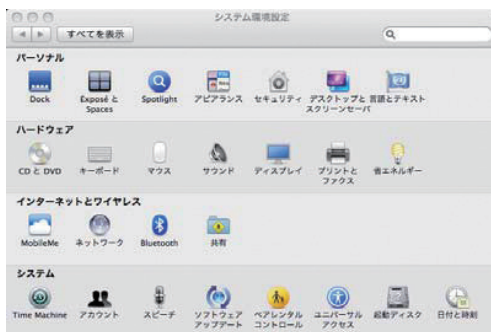 システム環境設定
すべてを表示
パーソナル
Dock
Exposé と
Spaces
Spotlight
アピアランス
セキュリティ
デスクトップと
スクリーンセーバ
言語とテキスト
ハードウェア
CD と DVD
キーボード
マウス
サウンド
ディスプレイ
プリントと
ファクス
省エネルギー
インターネットとワイヤレス
MobileMe
ネットワーク
Bluetooth
共有
システム
Time Machine
アカウント
スピーチ
ソフトウェア
アップデート
ペアレンタル
コントロール
ユニバーサル
アクセス
起動ディスク
日付と時刻